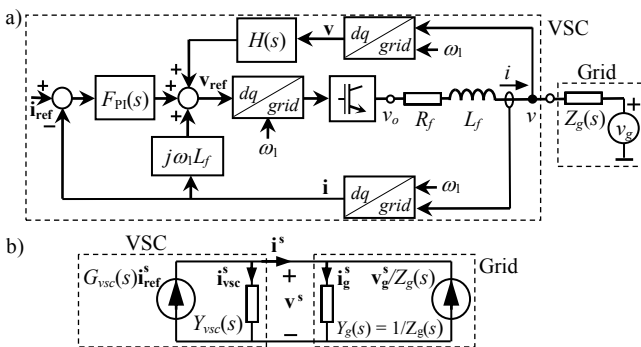 a)
VSC
v
H(s)
dq
grid
ω₁
+
+
i_ref
−
F_PI(s)
+
+
v_ref
dq
grid
ω₁
v_o
R_f
L_f
i
v
Grid
Z_g(s)
+
v_g
jω₁L_f
i
dq
grid
ω₁
b)
VSC
i^s
Grid
G_vsc(s)i^s_ref
i^s_vsc
Y_vsc(s)
+
v^s
−
i^s_g
v^s_g/Z_g(s)
Y_g(s) = 1/Z_g(s)